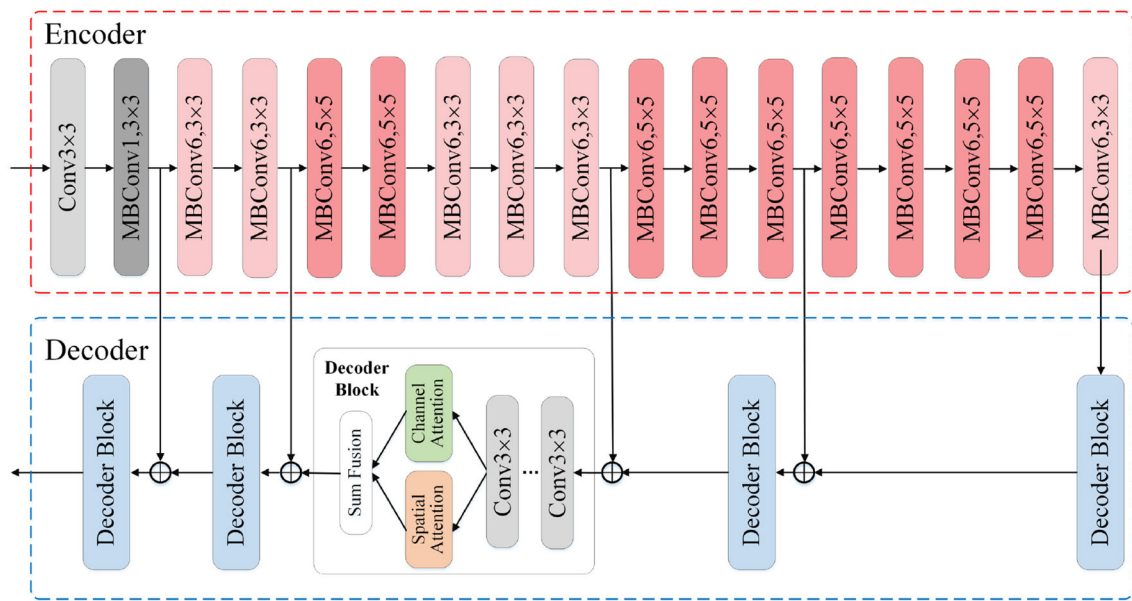 Encoder
Conv3×3
MBConv1,3×3
MBConv6,3×3
MBConv6,3×3
MBConv6,5×5
MBConv6,5×5
MBConv6,3×3
MBConv6,3×3
MBConv6,3×3
MBConv6,5×5
MBConv6,5×5
MBConv6,5×5
MBConv6,5×5
MBConv6,5×5
MBConv6,5×5
MBConv6,5×5
MBConv6,3×3
Decoder
Decoder Block
Decoder Block
Decoder
Block
Sum Fusion
Channel
Attention
Spatial
Attention
Conv3×3
...
Conv3×3
Decoder Block
Decoder Block